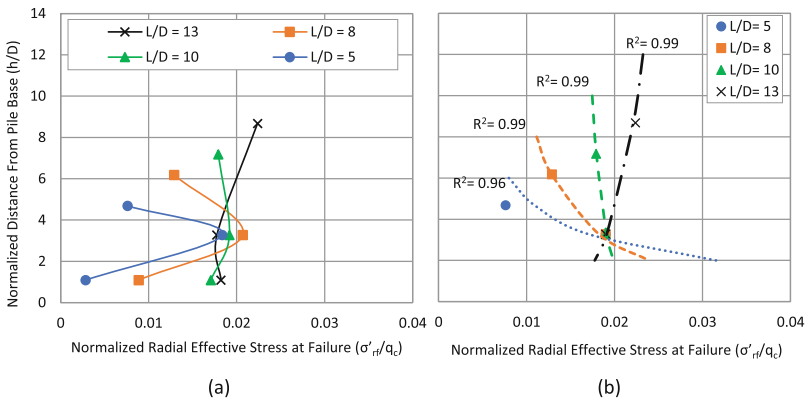 14
12
10
8
6
4
2
0
Normalized Distance From Pile Base (h/D)
L/D = 13
L/D = 8
L/D = 10
L/D = 5
0
0.01
0.02
0.03
0.04
Normalized Radial Effective Stress at Failure (σ'rf/qc)
(a)
R²= 0.99
R²= 0.99
R²= 0.99
R²= 0.96
L/D= 5
L/D= 8
L/D= 10
L/D= 13
0
0.01
0.02
0.03
0.04
Normalized Radial Effective Stress at Failure (σ'rf/qc)
(b)